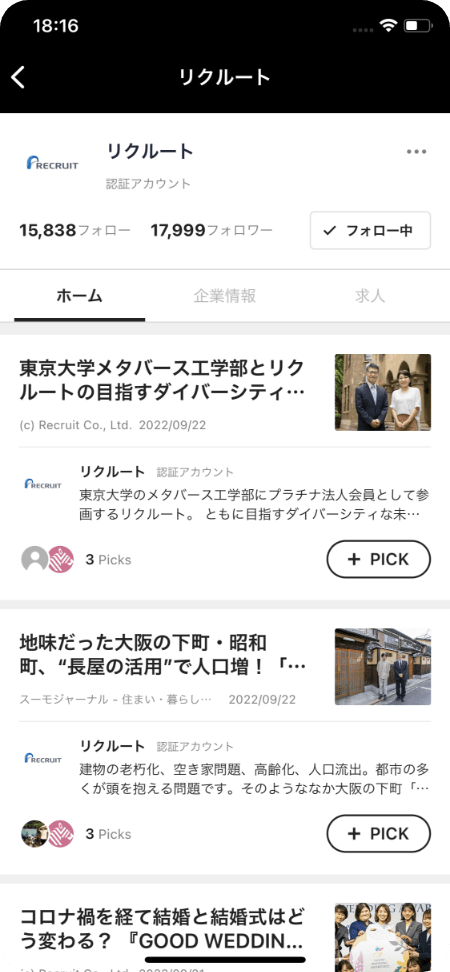 18:16
リクルート
RECRUIT
リクルート
認証アカウント
15,838フォロー 17,999フォロワー
フォロー中
ホーム 企業情報 求人
東京大学メタバース工学部とリク
ルートの目指すダイバーシティ…
(c) Recruit Co., Ltd. 2022/09/22
RECRUIT
リクルート 認証アカウント
東京大学のメタバース工学部にプラチナ法人会員として参
画するリクルート。 ともに目指すダイバーシティな未…
3 Picks
+ PICK
地味だった大阪の下町・昭和
町、“長屋の活用”で人口増！「…
スーモジャーナル - 住まい・暮らし… 2022/09/22
RECRUIT
リクルート 認証アカウント
建物の老朽化、空き家問題、高齢化、人口流出。都市の多
くが頭を抱える問題です。そのようななか大阪の下町「…
3 Picks
+ PICK
コロナ禍を経て結婚と結婚式はど
う変わる？『GOOD WEDDIN…